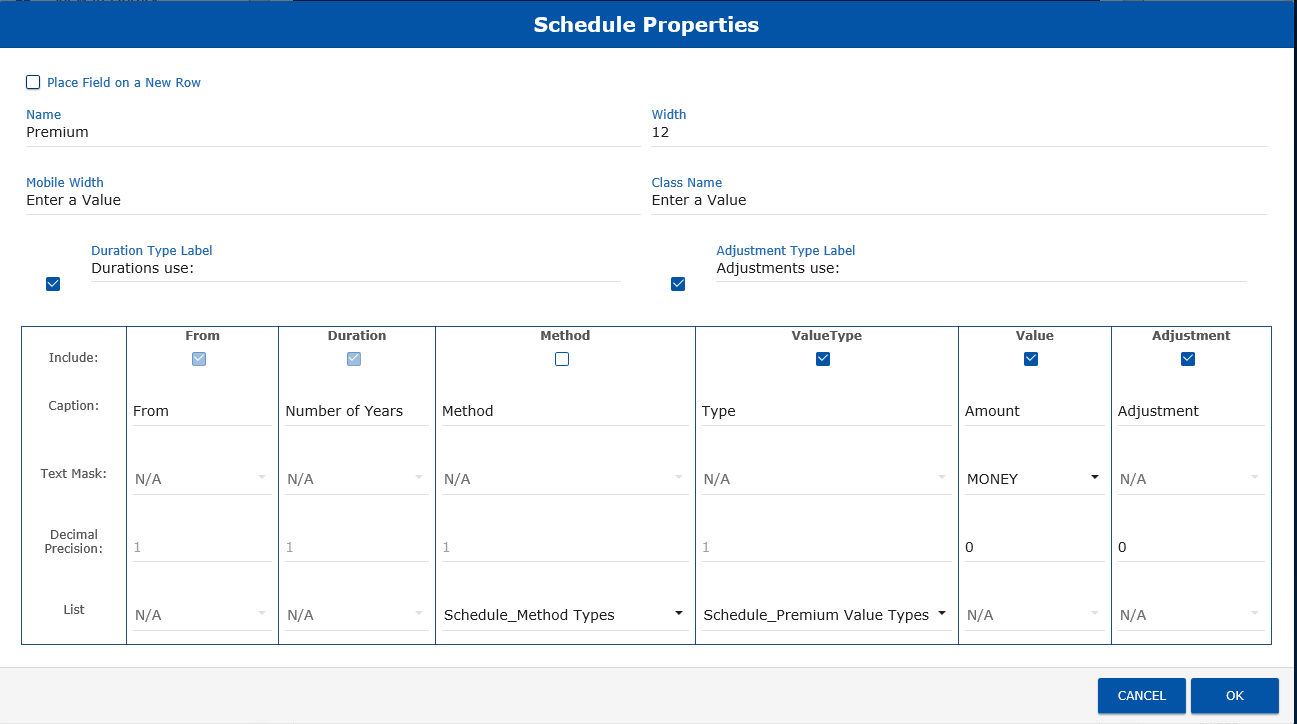 Schedule Properties
Place Field on a New Row
Name Width
Premium 12
Mobile Width Class Name
Enter a Value Enter a Value
Duration Type Label Adjustment Type Label
Durations use: Adjustments use:
From Duration Method ValueType Value Adjustment
Include:
Caption: From Number of Years Method Type Amount Adjustment
Text Mask: N/A N/A N/A N/A MONEY N/A
Decimal
Precision: 1 1 1 1 0 0
List N/A N/A Schedule_Method Types Schedule_Premium Value Types N/A N/A
CANCEL OK